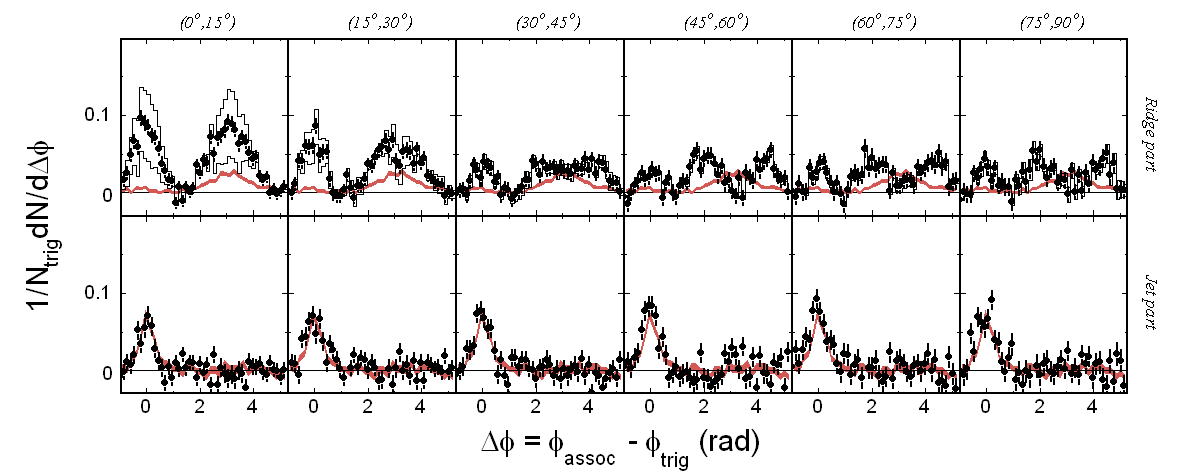 (0°,15°) (15°,30°) (30°,45°) (45°,60°) (60°,75°) (75°,90°)
0.1
0
Ridge part
1/N_trig dN/dΔϕ
0.1
0
Jet part
0 2 4 0 2 4 0 2 4 0 2 4 0 2 4 0 2 4
Δϕ = ϕ_assoc - ϕ_trig (rad)